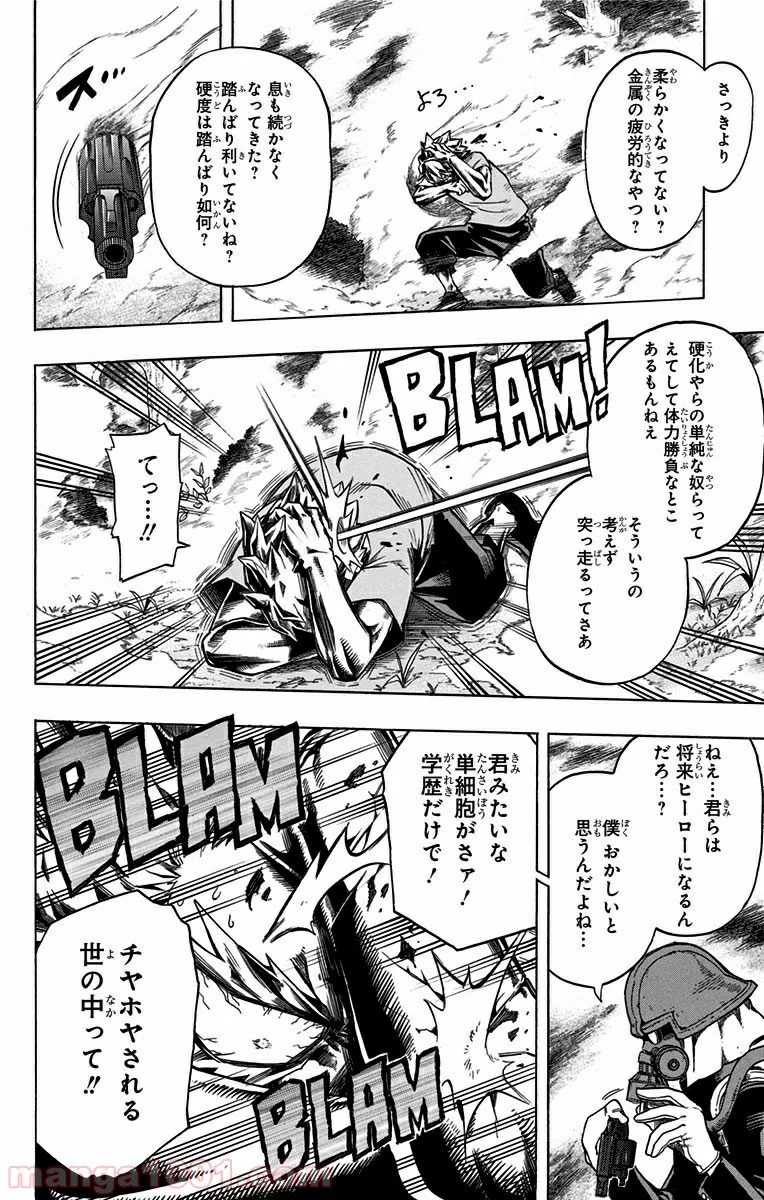 さっきより
柔らかくなってない?
金属の疲労的なやつ?
よろ…
息も続かなく
なってきた?
踏んばり利いてないね?
硬度は踏んばり如何?
硬化やらの単純な奴らって
えてして体力勝負なとこ
あるもんねえ
そういうの
考えず
突っ走るってさあ
BLAM!
てっ…‼
ねえ…君らは
将来ヒーローになるん
だろ…?
僕おかしいと
思うんだよね…
君みたいな
単細胞がさァ!
学歴だけで!
BLAM
チヤホヤされる
世の中って‼
BLAM
manga1001.com